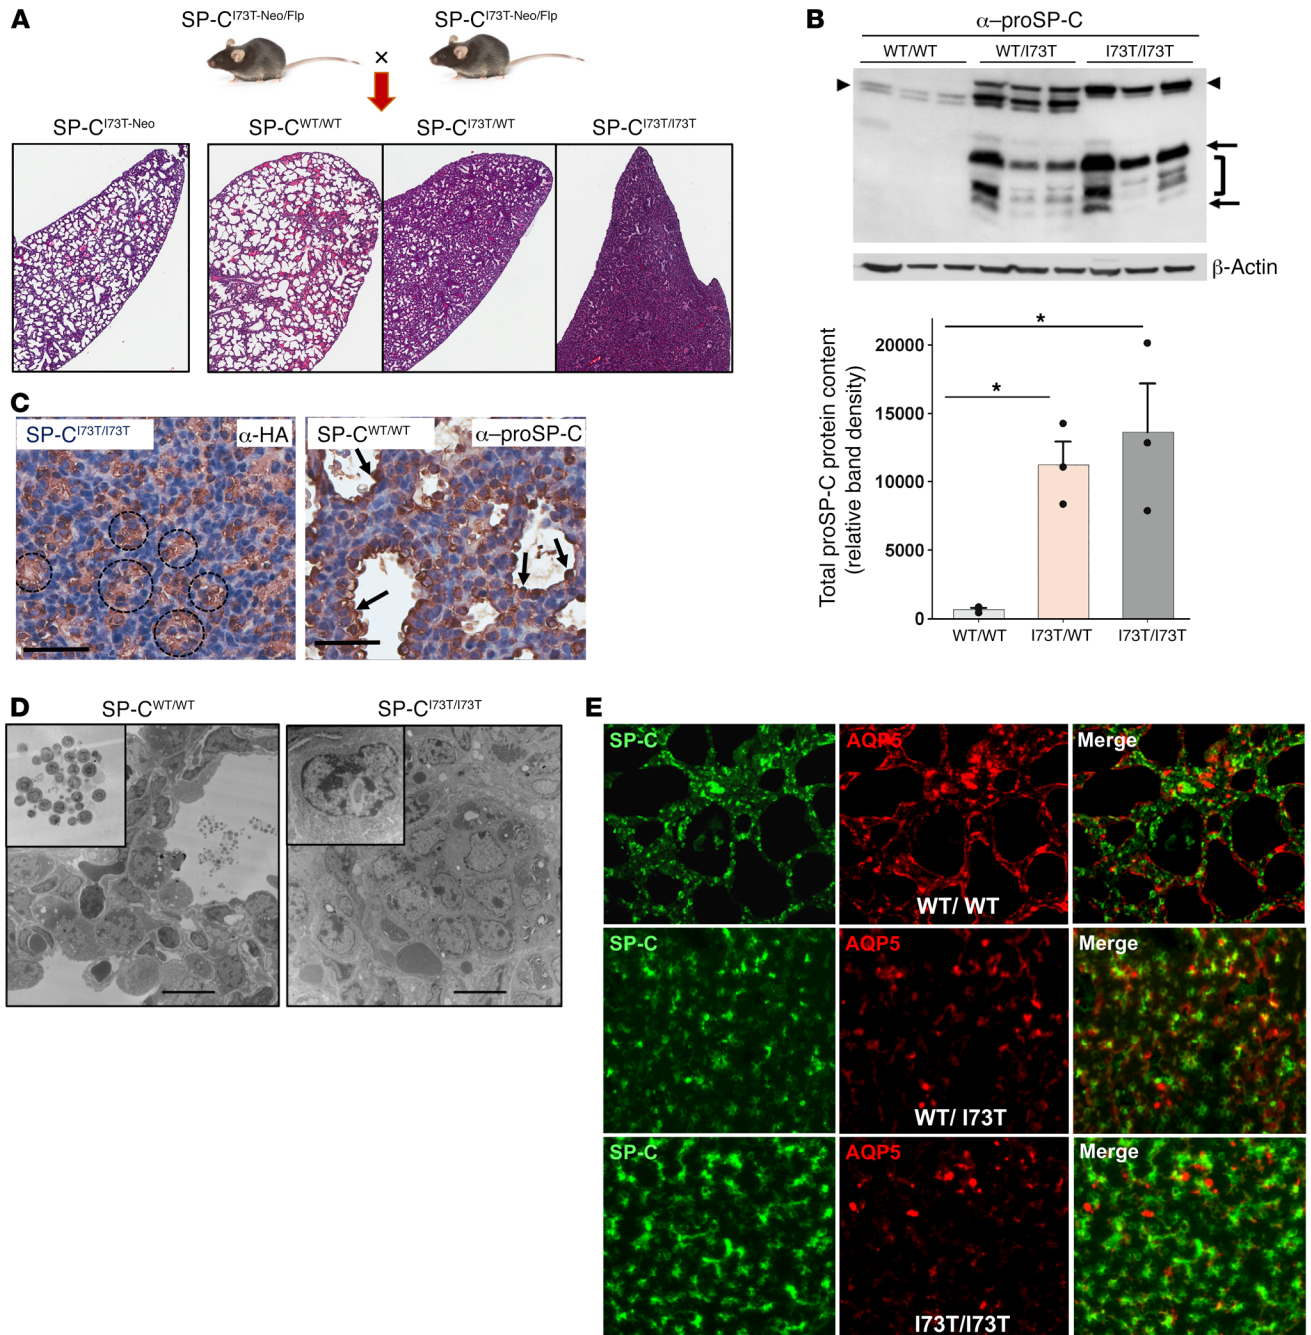 A
SP-C^I73T-Neo/Flp SP-C^I73T-Neo/Flp
×
SP-C^I73T-Neo SP-C^WT/WT SP-C^I73T/WT SP-C^I73T/I73T
B
α–proSP-C
WT/WT WT/I73T I73T/I73T
β-Actin
Total proSP-C protein content
(relative band density)
20000
15000
10000
5000
0
*
*
WT/WT I73T/WT I73T/I73T
C
SP-C^I73T/I73T α-HA
SP-C^WT/WT α–proSP-C
D
SP-C^WT/WT SP-C^I73T/I73T
E
SP-C AQP5 Merge
WT/ WT
SP-C AQP5 Merge
WT/ I73T
SP-C AQP5 Merge
I73T/I73T